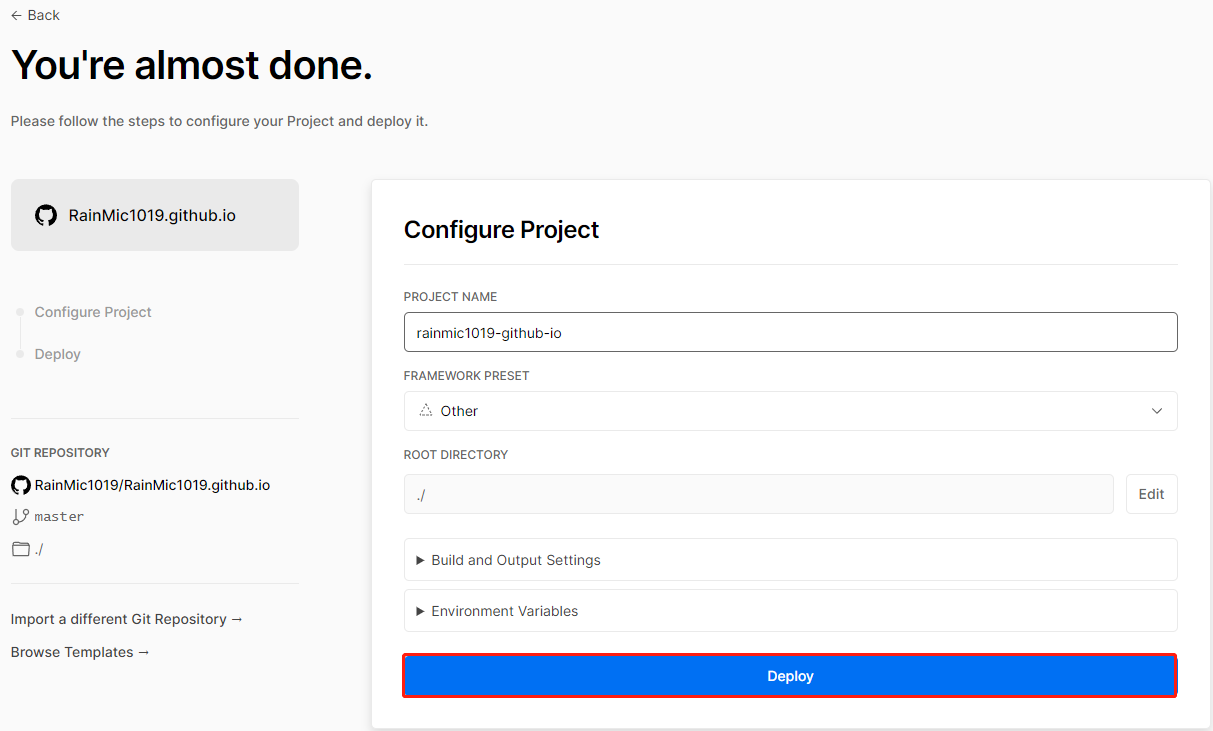 ← Back
You're almost done.
Please follow the steps to configure your Project and deploy it.
RainMic1019.github.io
Configure Project
Deploy
GIT REPOSITORY
RainMic1019/RainMic1019.github.io
master
./
Import a different Git Repository →
Browse Templates →
Configure Project
PROJECT NAME
rainmic1019-github-io
FRAMEWORK PRESET
Other
ROOT DIRECTORY
./
Edit
Build and Output Settings
Environment Variables
Deploy